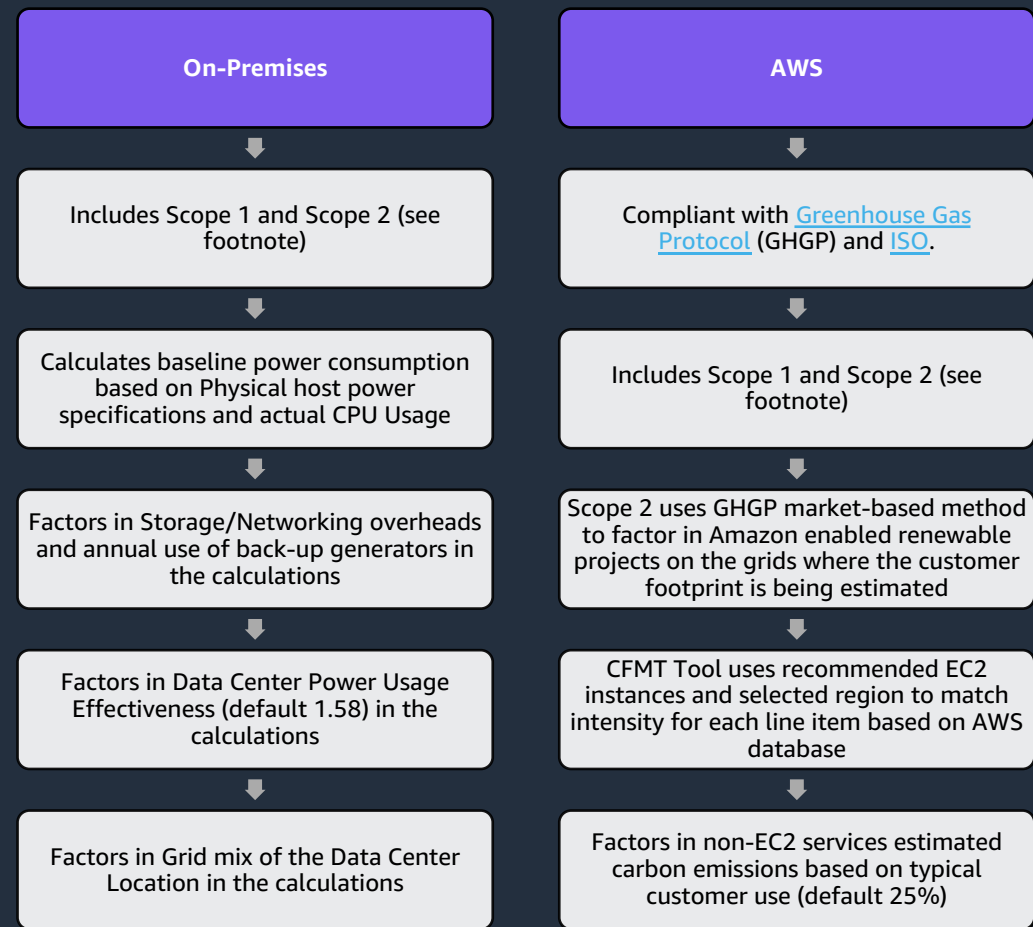 On-Premises
Includes Scope 1 and Scope 2 (see
footnote)
Calculates baseline power consumption
based on Physical host power
specifications and actual CPU Usage
Factors in Storage/Networking overheads
and annual use of back-up generators in
the calculations
Factors in Data Center Power Usage
Effectiveness (default 1.58) in the
calculations
Factors in Grid mix of the Data Center
Location in the calculations
AWS
Compliant with Greenhouse Gas
Protocol (GHGP) and ISO.
Includes Scope 1 and Scope 2 (see
footnote)
Scope 2 uses GHGP market-based method
to factor in Amazon enabled renewable
projects on the grids where the customer
footprint is being estimated
CFMT Tool uses recommended EC2
instances and selected region to match
intensity for each line item based on AWS
database
Factors in non-EC2 services estimated
carbon emissions based on typical
customer use (default 25%)